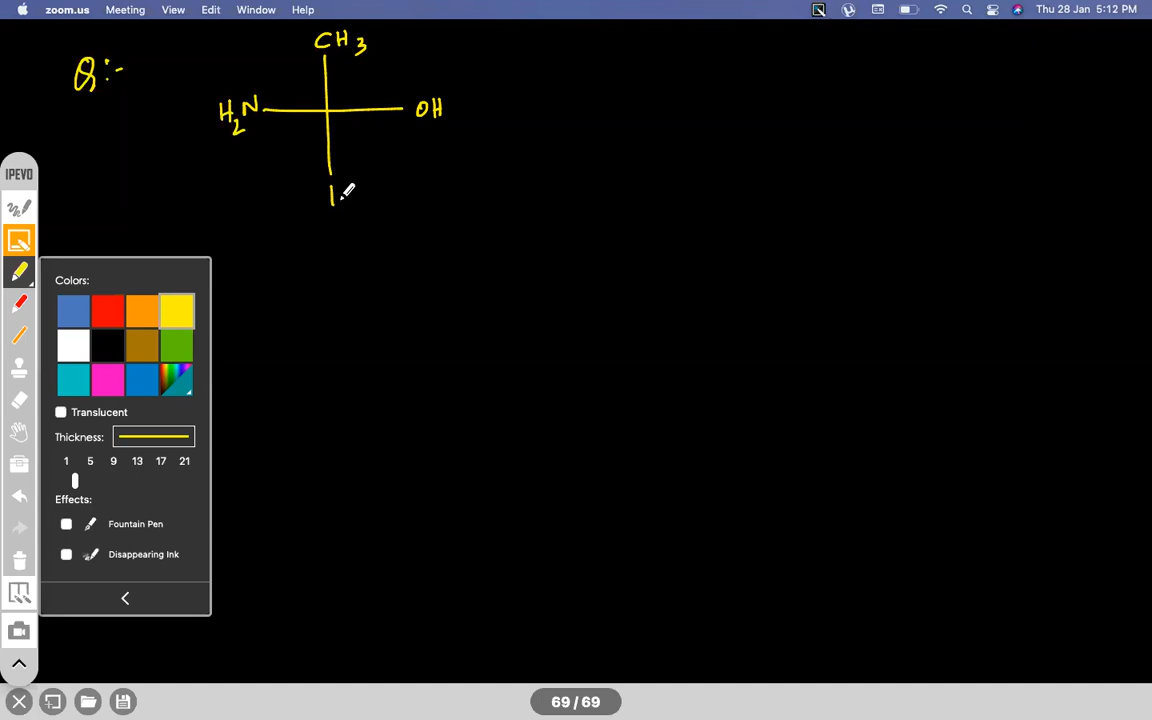 zoom.us Meeting View Edit Window Help Thu 28 Jan 5:12 PM
Q:-
CH3
H2N OH
IPEVO
Colors:
Translucent
Thickness:
1 5 9 13 17 21
Effects:
Fountain Pen
Disappearing Ink
69 / 69